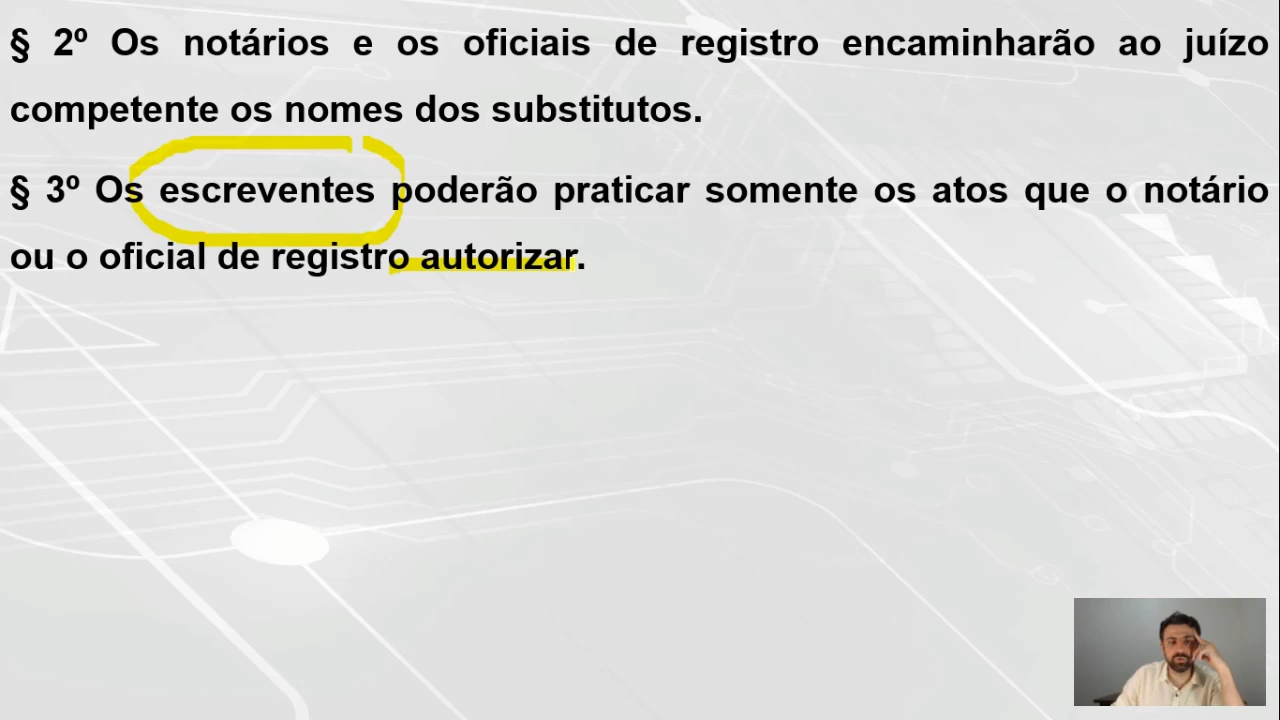 § 2º Os notários e os oficiais de registro encaminharão ao juízo
competente os nomes dos substitutos.
§ 3º Os escreventes poderão praticar somente os atos que o notário
ou o oficial de registro autorizar.